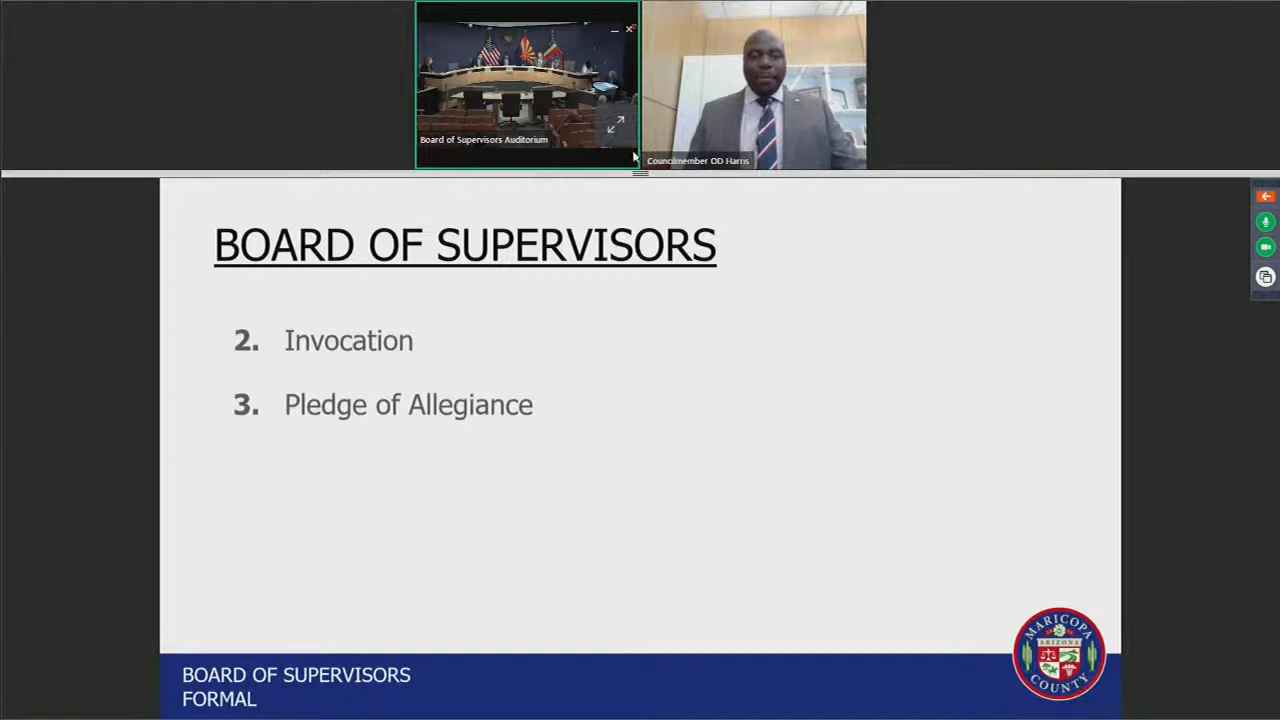 Board of Supervisors Auditorium
Councilmember OD Harris
BOARD OF SUPERVISORS
2. Invocation
3. Pledge of Allegiance
BOARD OF SUPERVISORS
FORMAL
MARICOPA
ARIZONA
COUNTY